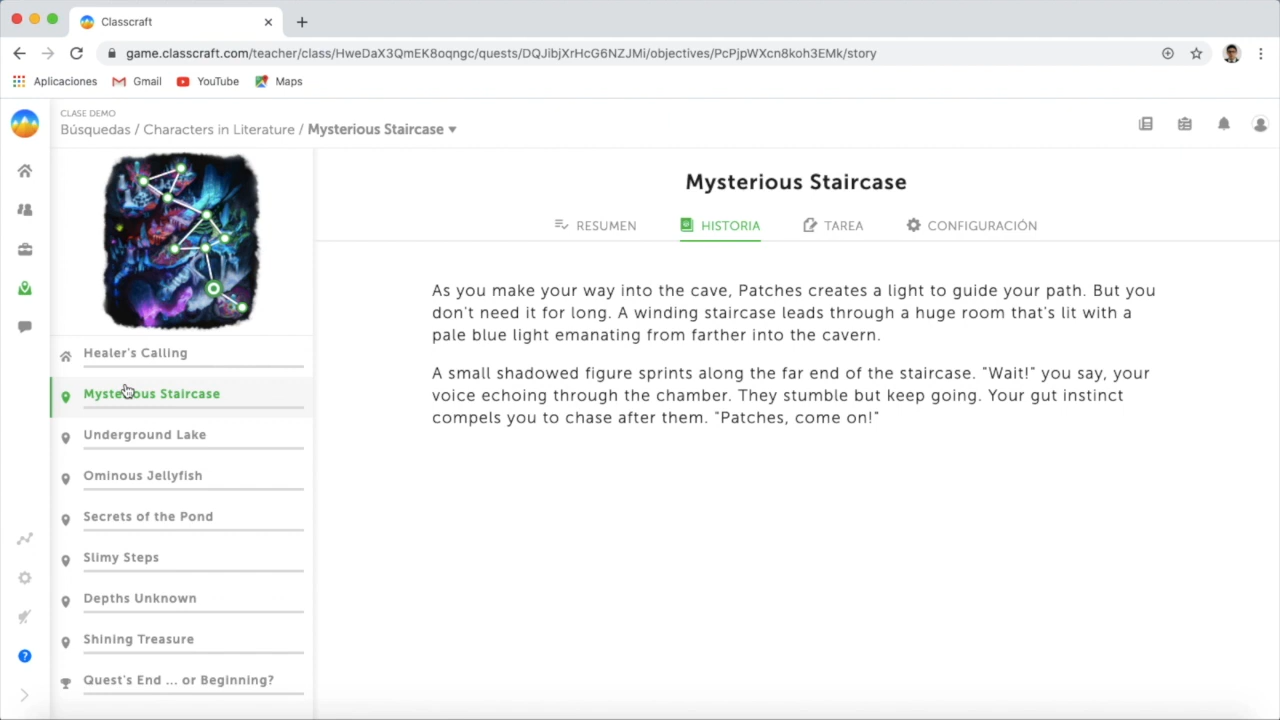 Classcraft
game.classcraft.com/teacher/class/HweDaX3QmEK8oqngc/quests/DQJibjXrHcG6NZJMi/objectives/PcPjpWXcn8koh3EMk/story
Aplicaciones Gmail YouTube Maps
CLASE DEMO
Búsquedas / Characters in Literature / Mysterious Staircase
Mysterious Staircase
RESUMEN HISTORIA TAREA CONFIGURACIÓN
As you make your way into the cave, Patches creates a light to guide your path. But you
don't need it for long. A winding staircase leads through a huge room that's lit with a
pale blue light emanating from farther into the cavern.
A small shadowed figure sprints along the far end of the staircase. "Wait!" you say, your
voice echoing through the chamber. They stumble but keep going. Your gut instinct
compels you to chase after them. "Patches, come on!"
Healer's Calling
Mysterious Staircase
Underground Lake
Ominous Jellyfish
Secrets of the Pond
Slimy Steps
Depths Unknown
Shining Treasure
Quest's End ... or Beginning?